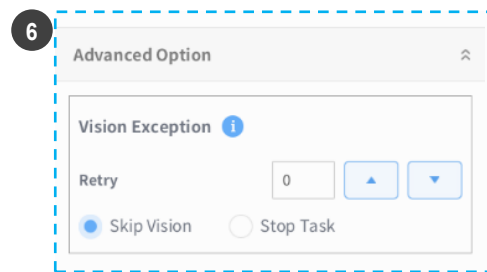 6
Advanced Option
Vision Exception i
Retry 0
Skip Vision Stop Task